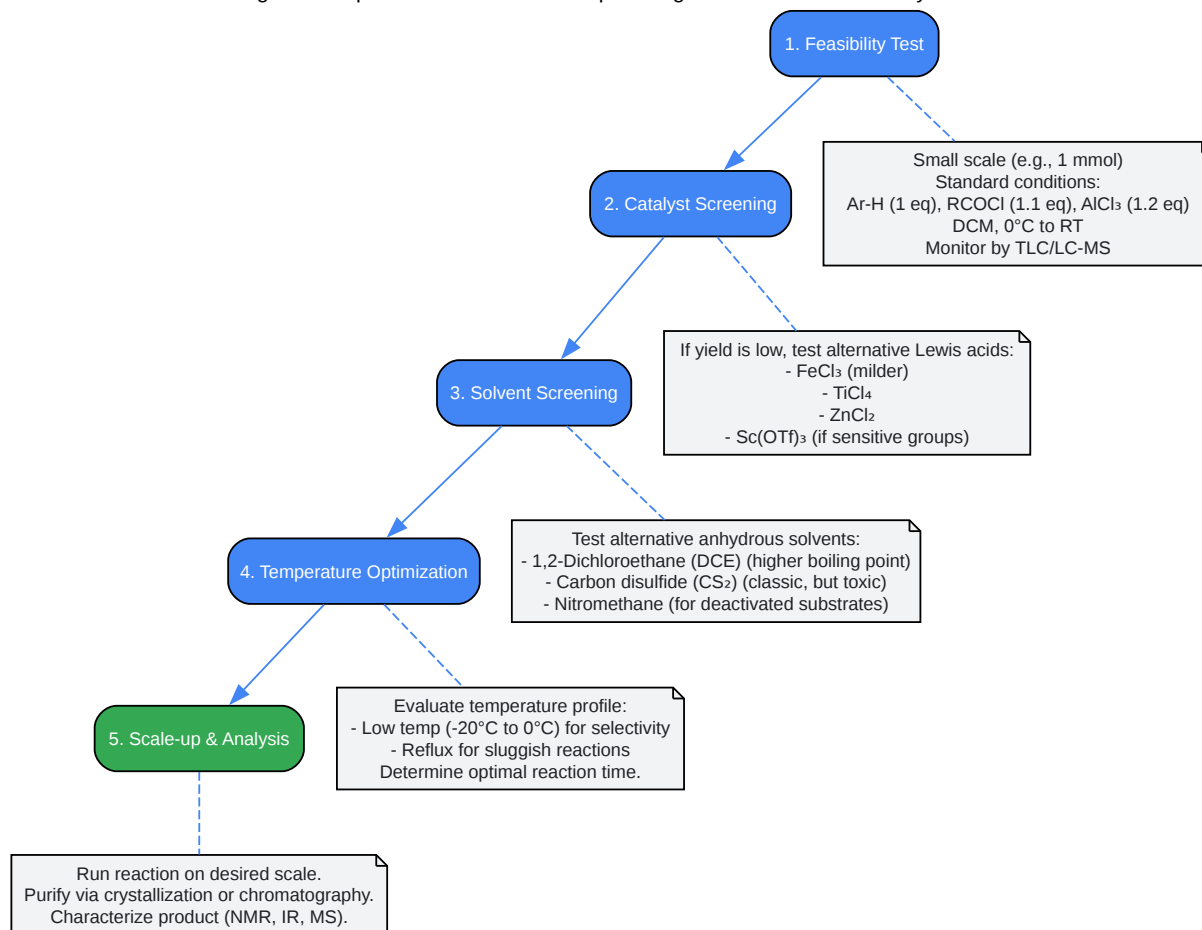 1. Feasibility Test
Small scale (e.g., 1 mmol)
Standard conditions:
Ar-H (1 eq), RCOCl (1.1 eq), AlCl₃ (1.2 eq)
DCM, 0°C to RT
Monitor by TLC/LC-MS
2. Catalyst Screening
If yield is low, test alternative Lewis acids:
- FeCl₃ (milder)
- TiCl₄
- ZnCl₂
- Sc(OTf)₃ (if sensitive groups)
3. Solvent Screening
Test alternative anhydrous solvents:
- 1,2-Dichloroethane (DCE) (higher boiling point)
- Carbon disulfide (CS₂) (classic, but toxic)
- Nitromethane (for deactivated substrates)
4. Temperature Optimization
Evaluate temperature profile:
- Low temp (-20°C to 0°C) for selectivity
- Reflux for sluggish reactions
Determine optimal reaction time.
5. Scale-up & Analysis
Run reaction on desired scale.
Purify via crystallization or chromatography.
Characterize product (NMR, IR, MS).